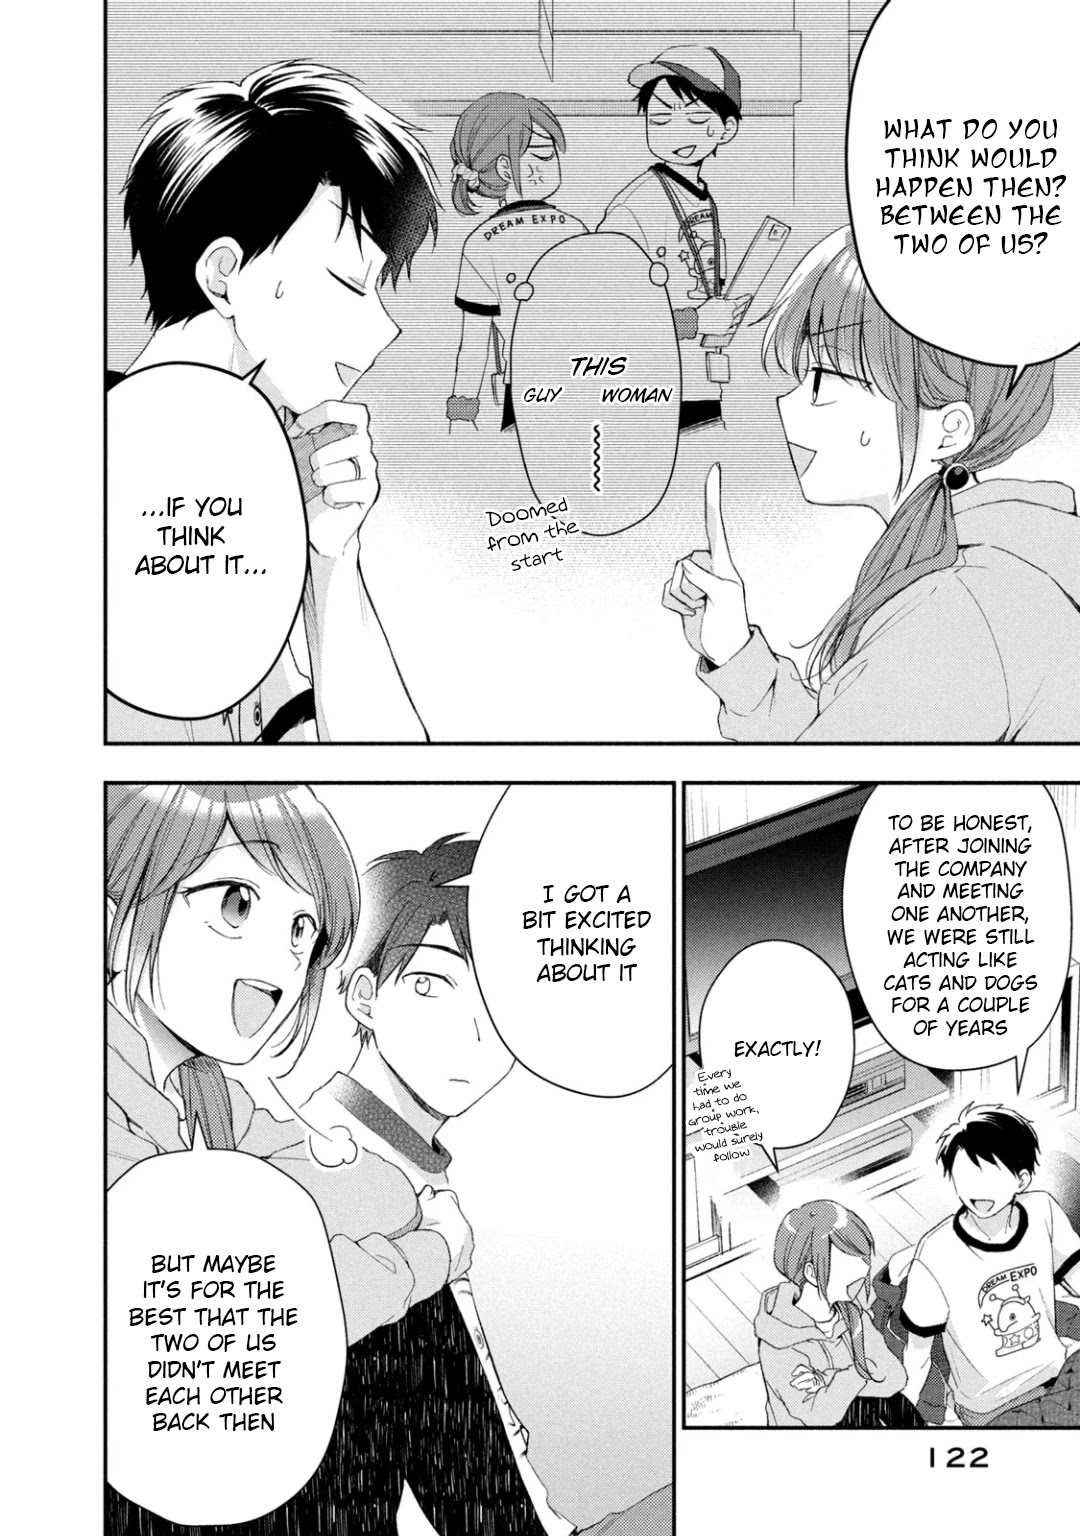 WHAT DO YOU
THINK WOULD
HAPPEN THEN?
BETWEEN THE
TWO OF US?
DREAM EXPO
DREAM
THIS
GUY WOMAN
Doomed
from the
start
...IF YOU
THINK
ABOUT IT...
TO BE HONEST,
AFTER JOINING
THE COMPANY
AND MEETING
ONE ANOTHER,
WE WERE STILL
ACTING LIKE
CATS AND DOGS
FOR A COUPLE
OF YEARS
EXACTLY!
Every
time we
had to do
group work,
trouble
would surely
follow
DREAM EXPO
I GOT A
BIT EXCITED
THINKING
ABOUT IT
BUT MAYBE
IT'S FOR THE
BEST THAT THE
TWO OF US
DIDN'T MEET
EACH OTHER
BACK THEN
122